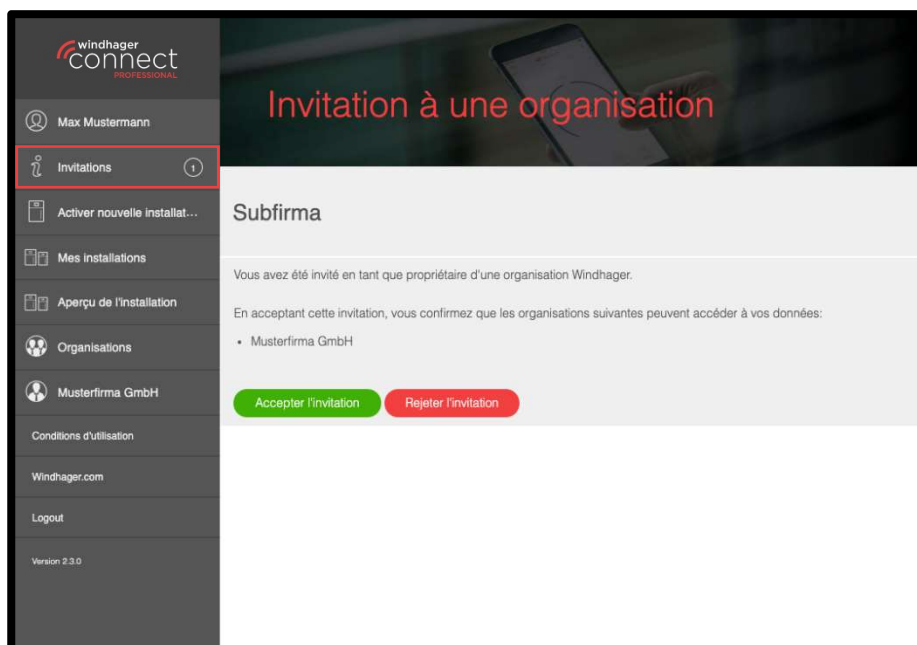 windhager
connect
PROFESSIONAL
Max Mustermann
Invitations 1
Activer nouvelle installat...
Mes installations
Aperçu de l'installation
Organisations
Musterfirma GmbH
Conditions d'utilisation
Windhager.com
Logout
Version 2.3.0
Invitation à une organisation
Subfirma
Vous avez été invité en tant que propriétaire d'une organisation Windhager.
En acceptant cette invitation, vous confirmez que les organisations suivantes peuvent accéder à vos données:
• Musterfirma GmbH
Accepter l'invitation
Rejeter l'invitation